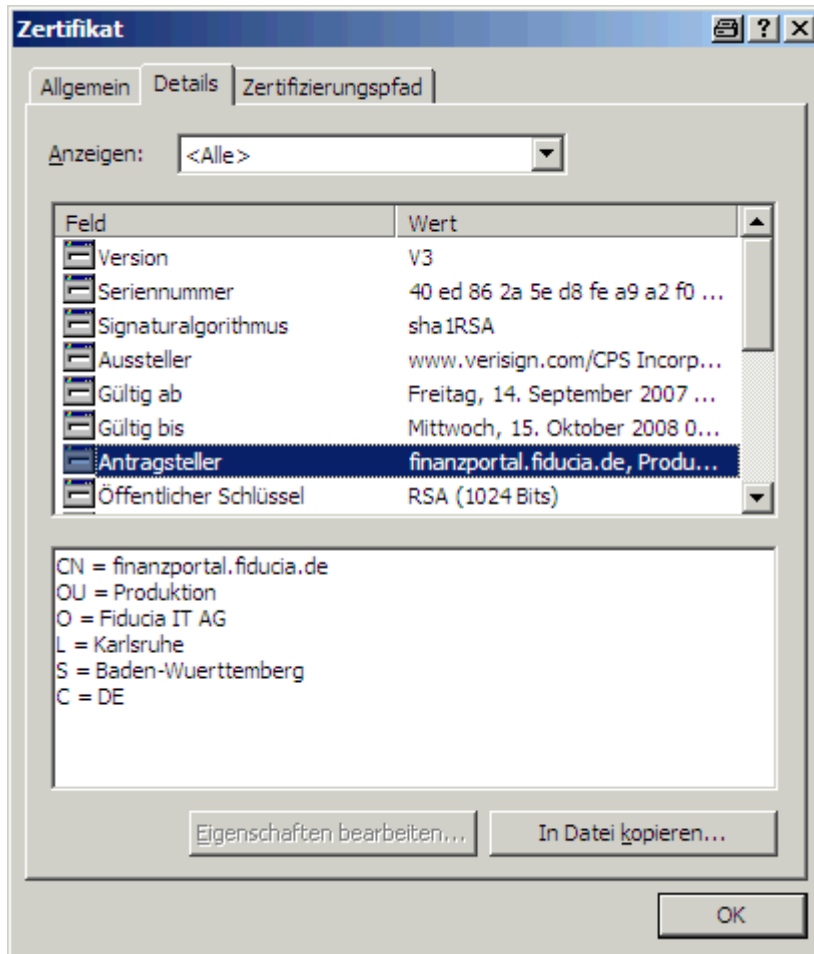 Zertifikat
Allgemein Details Zertifizierungspfad
Anzeigen: <Alle>
Feld Wert
Version V3
Seriennummer 40 ed 86 2a 5e d8 fe a9 a2 f0 ...
Signaturalgorithmus sha1RSA
Aussteller www.verisign.com/CPS Incorp...
Gültig ab Freitag, 14. September 2007 ...
Gültig bis Mittwoch, 15. Oktober 2008 0...
Antragsteller finanzportal.fiducia.de, Produ...
Öffentlicher Schlüssel RSA (1024 Bits)
CN = finanzportal.fiducia.de
OU = Produktion
O = Fiducia IT AG
L = Karlsruhe
S = Baden-Wuerttemberg
C = DE
Eigenschaften bearbeiten... In Datei kopieren...
OK